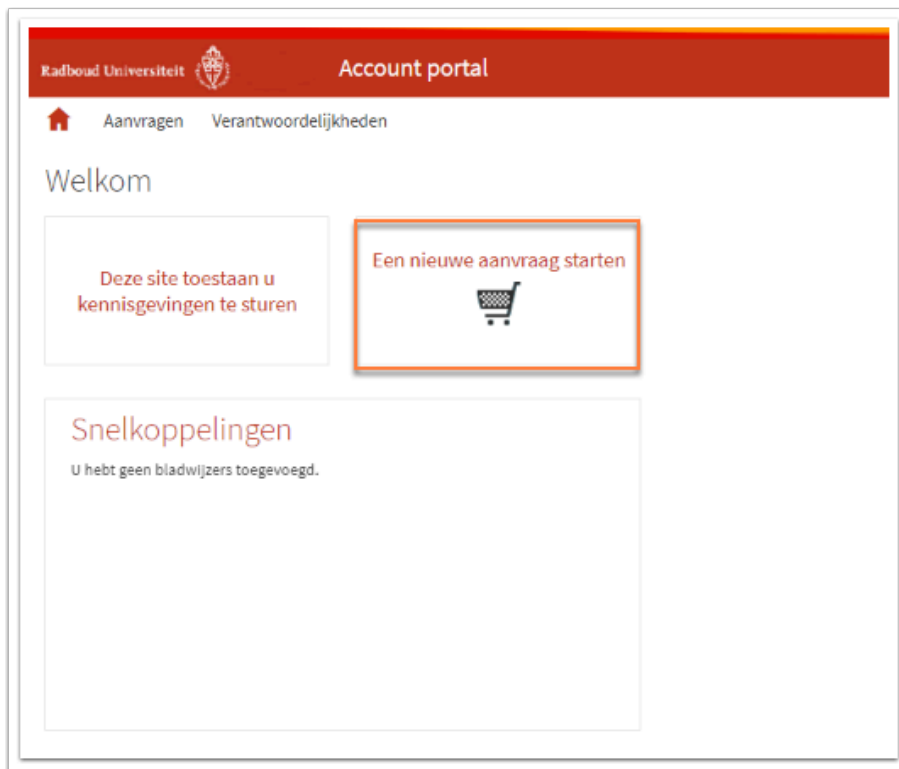 Radboud Universiteit
Account portal
Aanvragen Verantwoordelijkheden
Welkom
Deze site toestaan u
kennisgevingen te sturen
Een nieuwe aanvraag starten
Snelkoppelingen
U hebt geen bladwijzers toegevoegd.